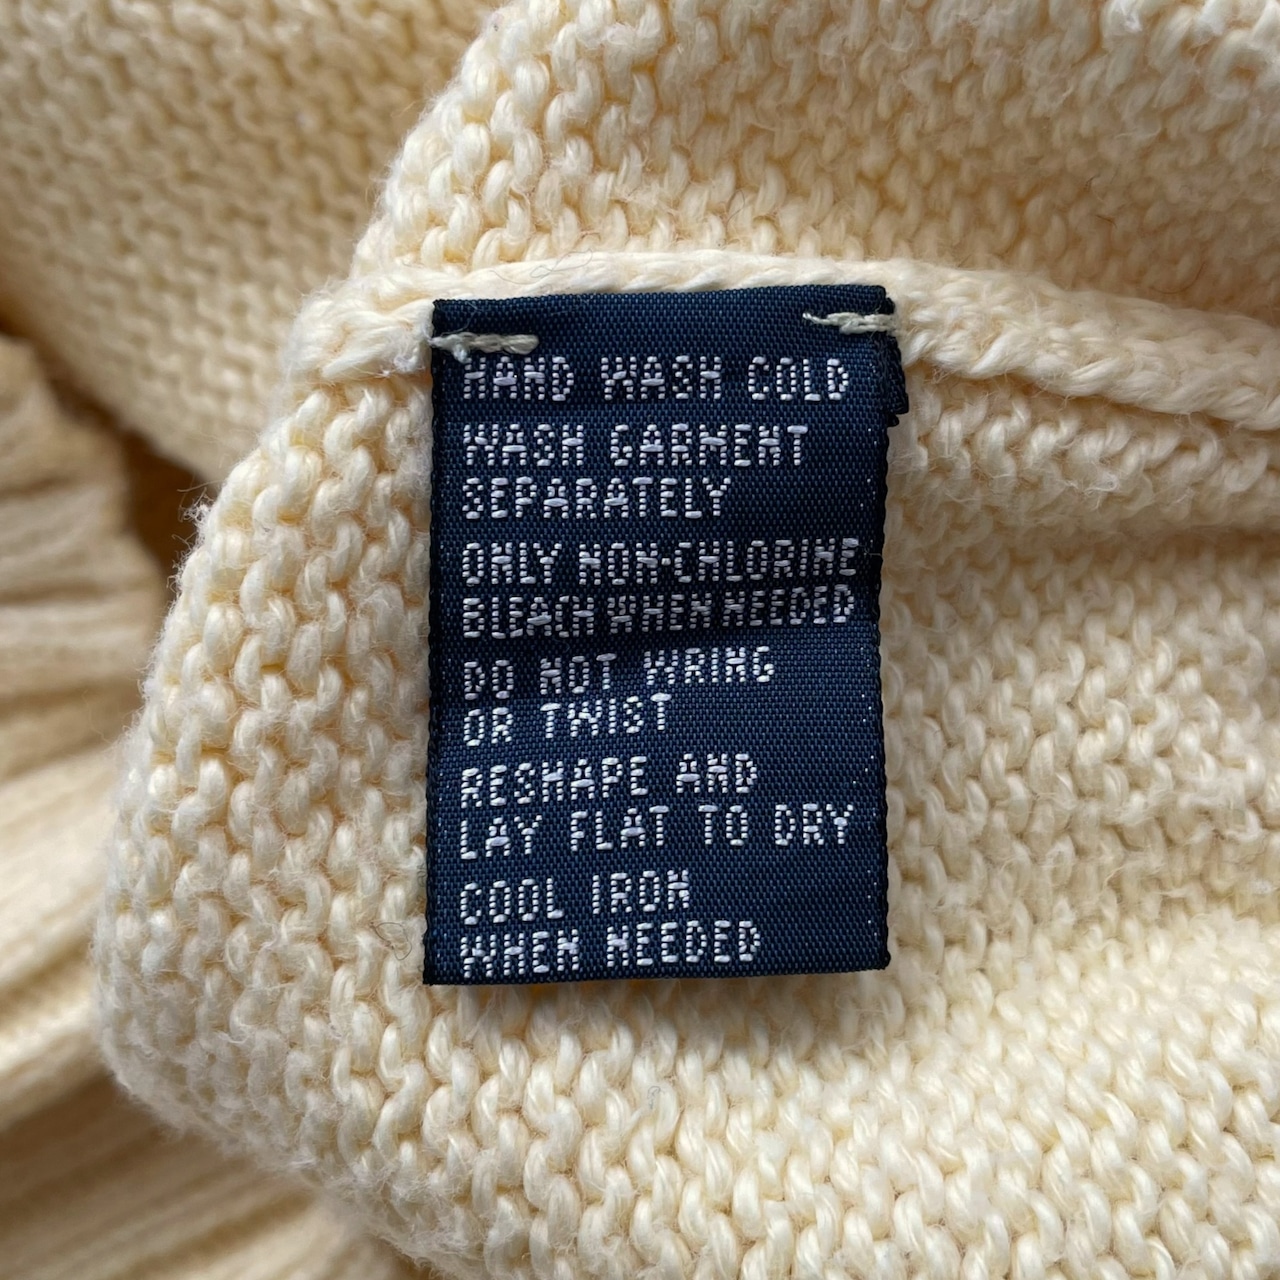 HAND WASH COLD
WASH GARMENT
SEPARATELY
ONLY NON-CHLORINE
BLEACH WHEN NEEDED
DO NOT WRING
OR TWIST
RESHAPE AND
LAY FLAT TO DRY
COOL IRON
WHEN NEEDED